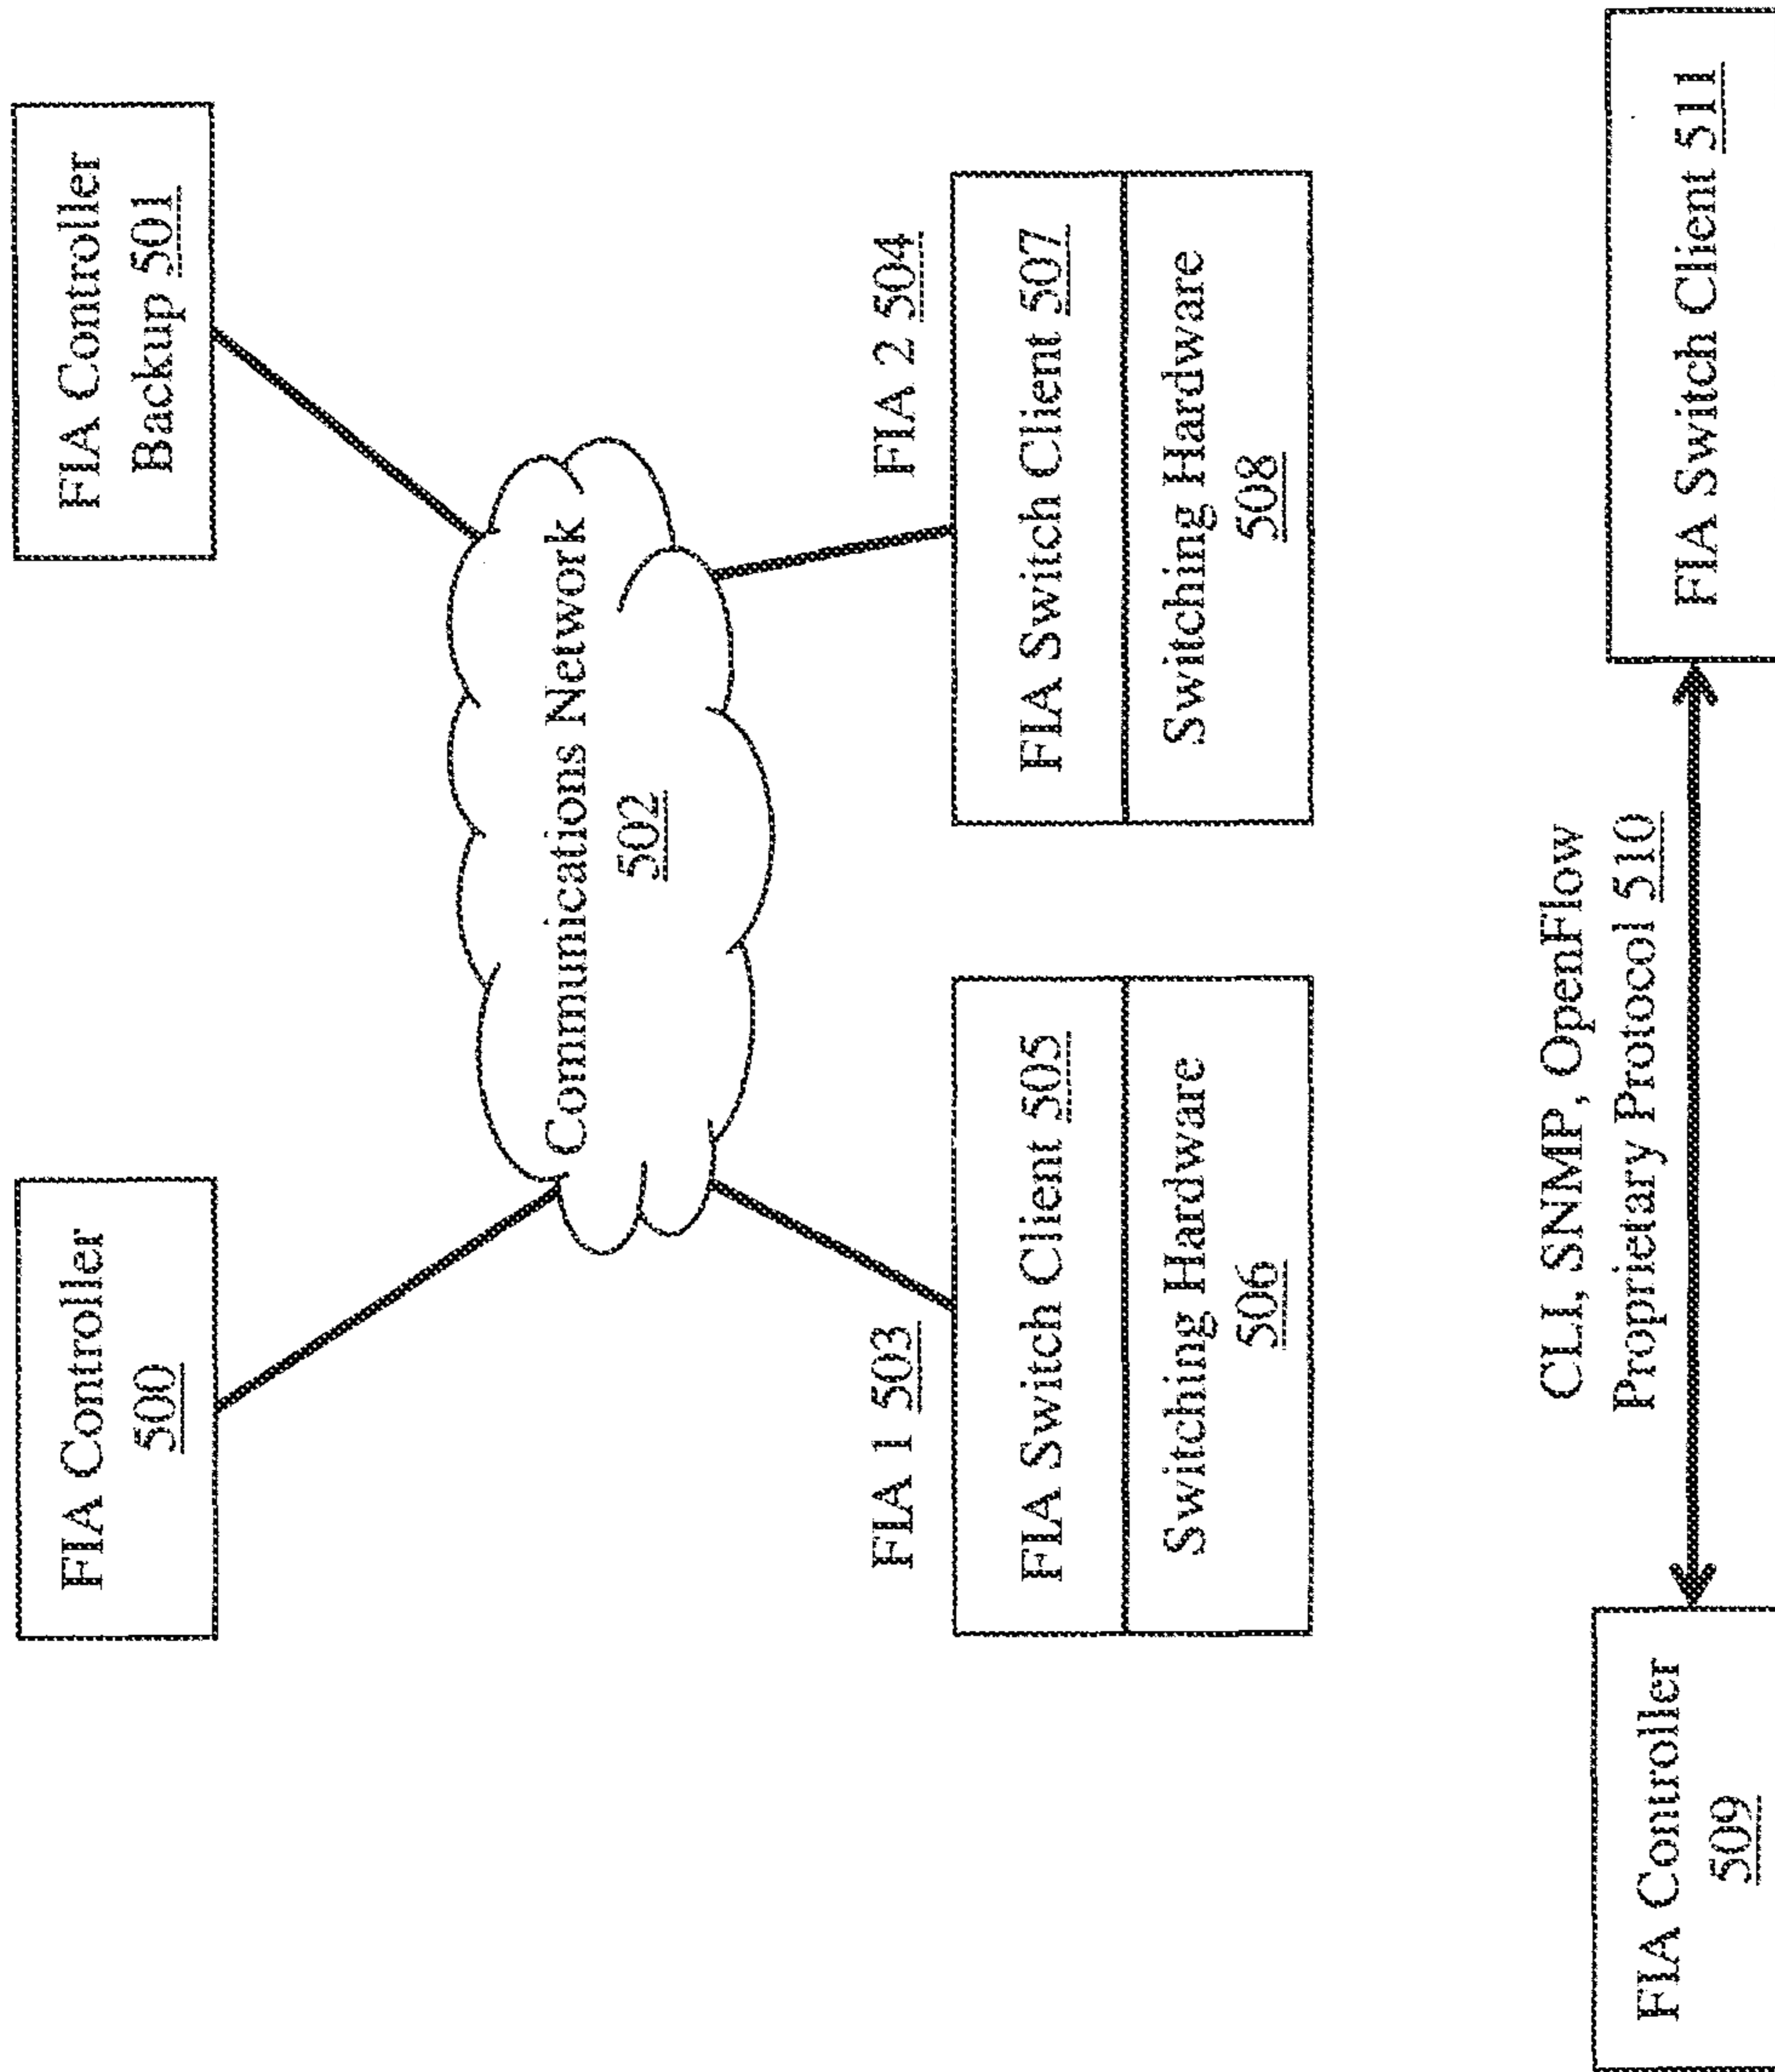 FIA Controller
500
FIA Controller
Backup 501
Communications Network
502
FIA 1 503
FIA 2 504
FIA Switch Client 505
Switching Hardware
506
FIA Switch Client 507
Switching Hardware
508
CLI, SNMP, OpenFlow
Proprietary Protocol 510
FIA Controller
509
FIA Switch Client 511